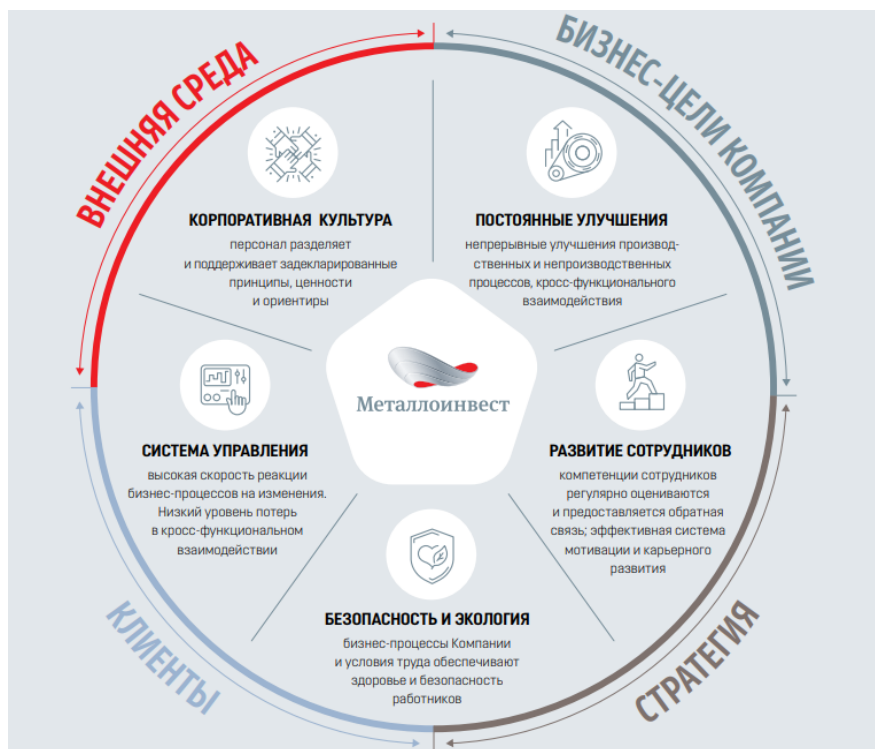 ВНЕШНЯЯ СРЕДА
БИЗНЕС-ЦЕЛИ КОМПАНИИ
КОРПОРАТИВНАЯ КУЛЬТУРА
персонал разделяет
и поддерживает задекларированные
принципы, ценности
и ориентиры
ПОСТОЯННЫЕ УЛУЧШЕНИЯ
непрерывные улучшения производ-
ственных и непроизводственных
процессов, кросс-функционального
взаимодействия
Металлоинвест
СИСТЕМА УПРАВЛЕНИЯ
высокая скорость реакции
бизнес-процессов на изменения.
Низкий уровень потерь
в кросс-функциональном
взаимодействии
РАЗВИТИЕ СОТРУДНИКОВ
компетенции сотрудников
регулярно оцениваются
и предоставляется обратная
связь; эффективная система
мотивации и карьерного
развития
БЕЗОПАСНОСТЬ И ЭКОЛОГИЯ
бизнес-процессы Компании
и условия труда обеспечивают
здоровье и безопасность
работников
КЛИЕНТЫ
СТРАТЕГИЯ